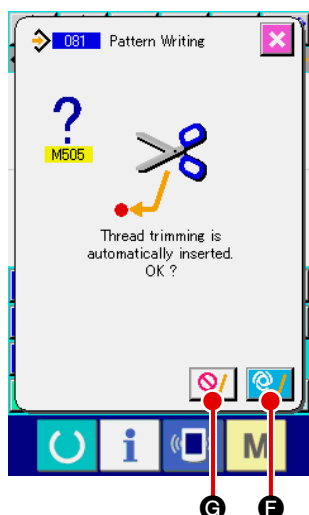 081 Pattern Writing
M505
Thread trimming is
automatically inserted.
OK ?
i M
G E